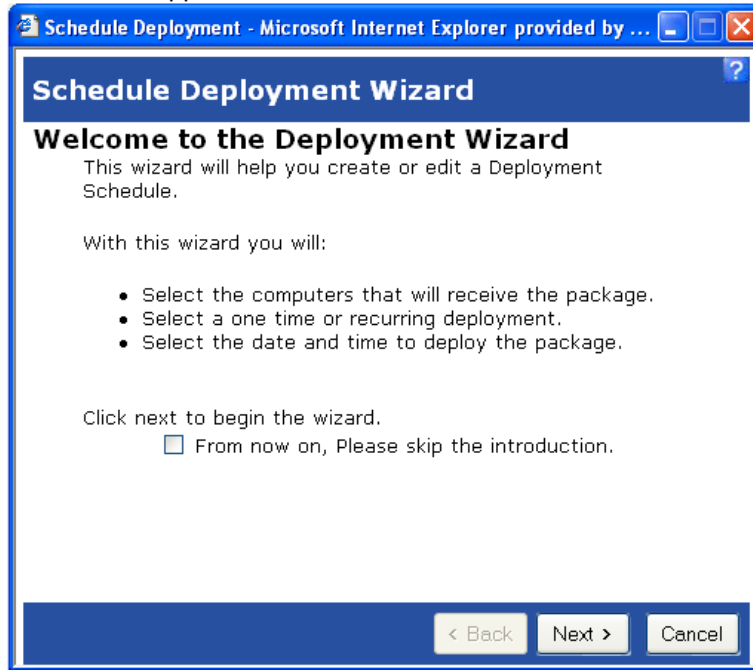 Schedule Deployment - Microsoft Internet Explorer provided by ...
?
Schedule Deployment Wizard
Welcome to the Deployment Wizard
This wizard will help you create or edit a Deployment
Schedule.
With this wizard you will:
• Select the computers that will receive the package.
• Select a one time or recurring deployment.
• Select the date and time to deploy the package.
Click next to begin the wizard.
From now on, Please skip the introduction.
< Back Next > Cancel